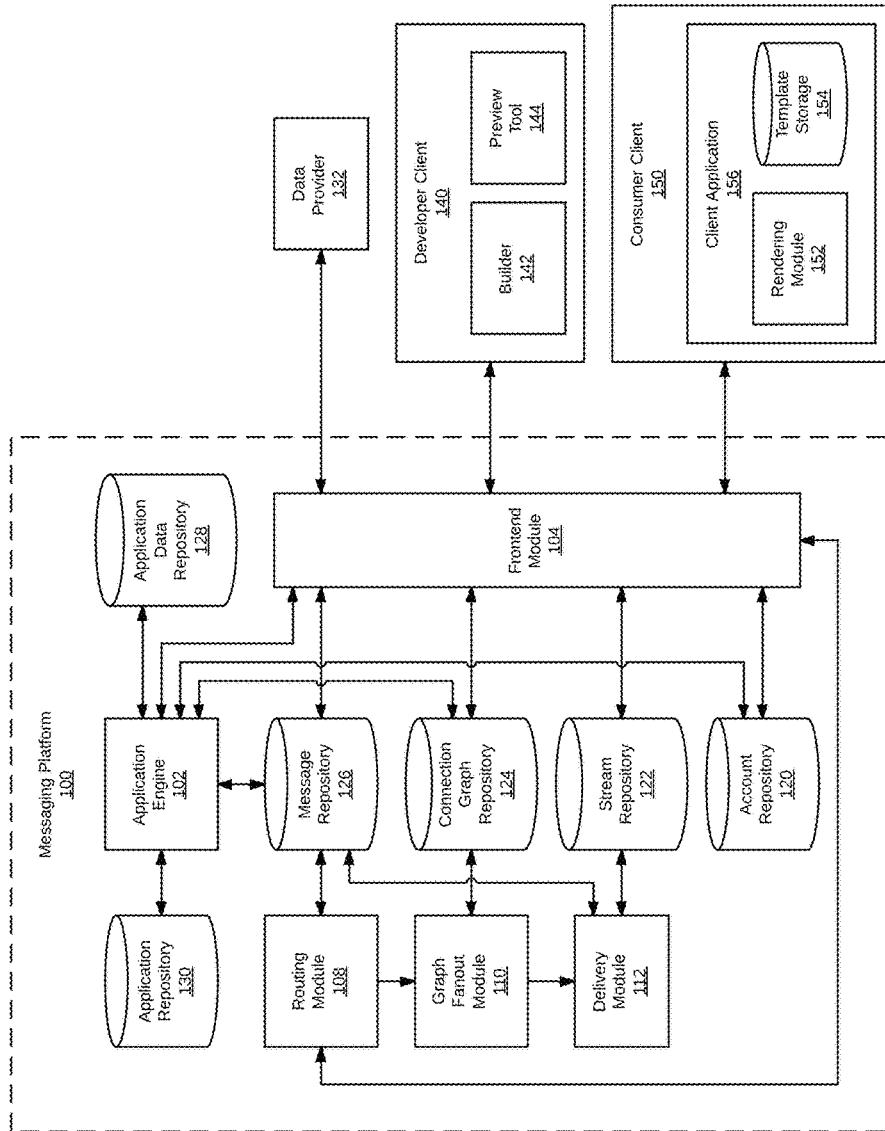 Messaging Platform
100
Application
Repository
130
Application
Engine
102
Application
Data
Repository
128
Routing
Module
108
Message
Repository
126
Graph
Fanout
Module
110
Connection
Graph
Repository
124
Delivery
Module
112
Stream
Repository
122
Account
Repository
120
Frontend
Module
104
Data
Provider
132
Developer Client
140
Builder
142
Preview
Tool
144
Consumer Client
150
Client Application
156
Rendering
Module
152
Template
Storage
154